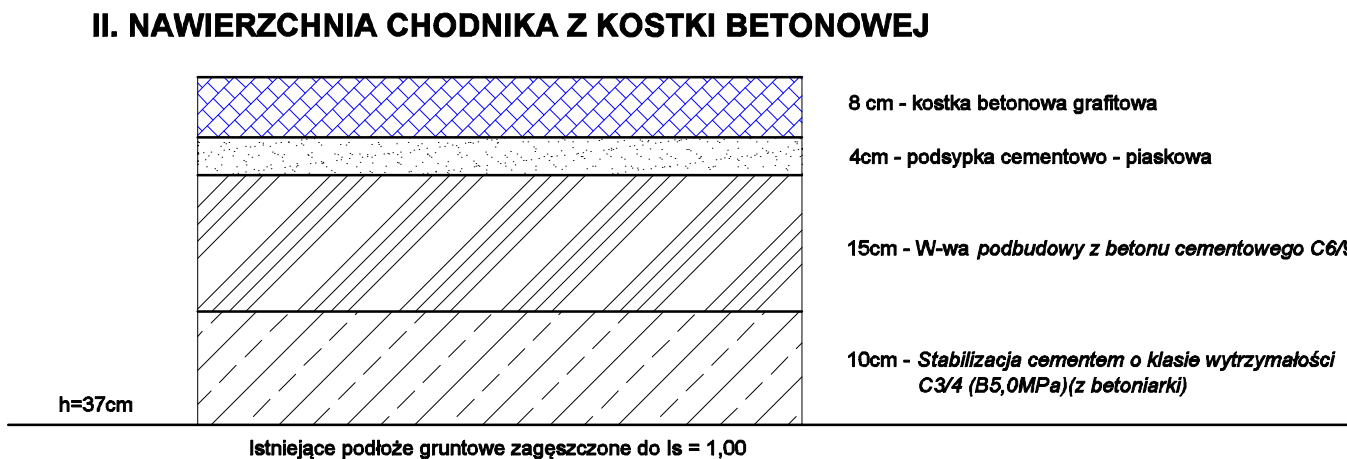 II. NAWIERZCHNIA CHODNIKA Z KOSTKI BETONOWEJ
8 cm - kostka betonowa grafitowa
4cm - podsypka cementowo - piaskowa
15cm - W-wa podbudowy z betonu cementowego
10cm - Stabilizacja cementem o klasie wytrzymałości
C3/4 (B5,0MPa)(z betoniarki)
h=37cm
Istniejące podłoże gruntowe zagęszczone do Is = 1,00